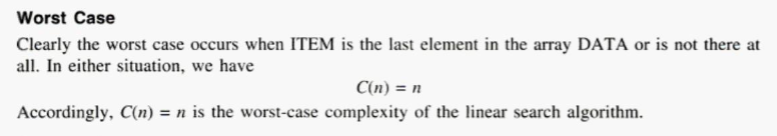 Worst Case
Clearly the worst case occurs when ITEM is the last element in the array DATA or is not there at
all. In either situation, we have
C(n) = n
Accordingly, C(n) = n is the worst-case complexity of the linear search algorithm.